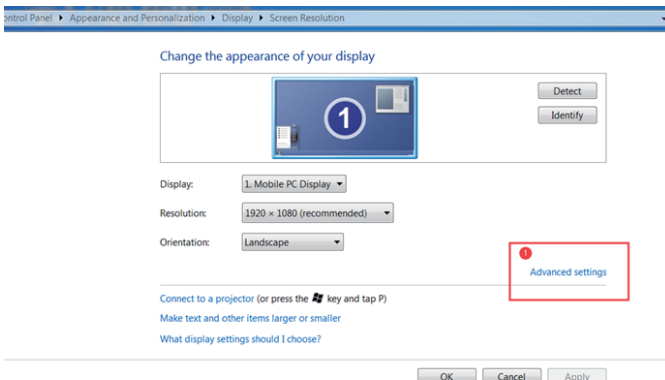 ontrol Panel ▸ Appearance and Personalization ▸ Display ▸ Screen Resolution
Change the appearance of your display
1
Detect
Identify
Display: 1. Mobile PC Display
Resolution: 1920 × 1080 (recommended)
Orientation: Landscape
1
Advanced settings
Connect to a projector (or press the key and tap P)
Make text and other items larger or smaller
What display settings should I choose?
OK Cancel Apply